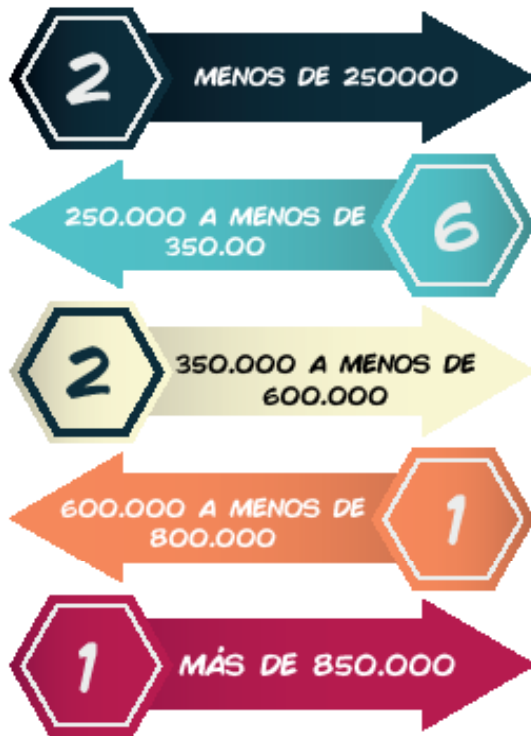 2 MENOS DE 250000
250.000 A MENOS DE
350.00
6
2
350.000 A MENOS DE
600.000
600.000 A MENOS DE
800.000
1
1 MÁS DE 850.000